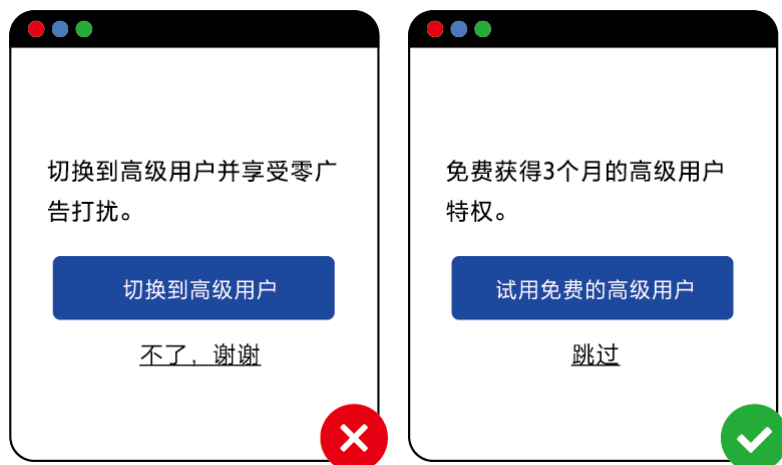 切换到高级用户并享受零广
告打扰。
切换到高级用户
不了，谢谢
免费获得3个月的高级用户
特权。
试用免费的高级用户
跳过